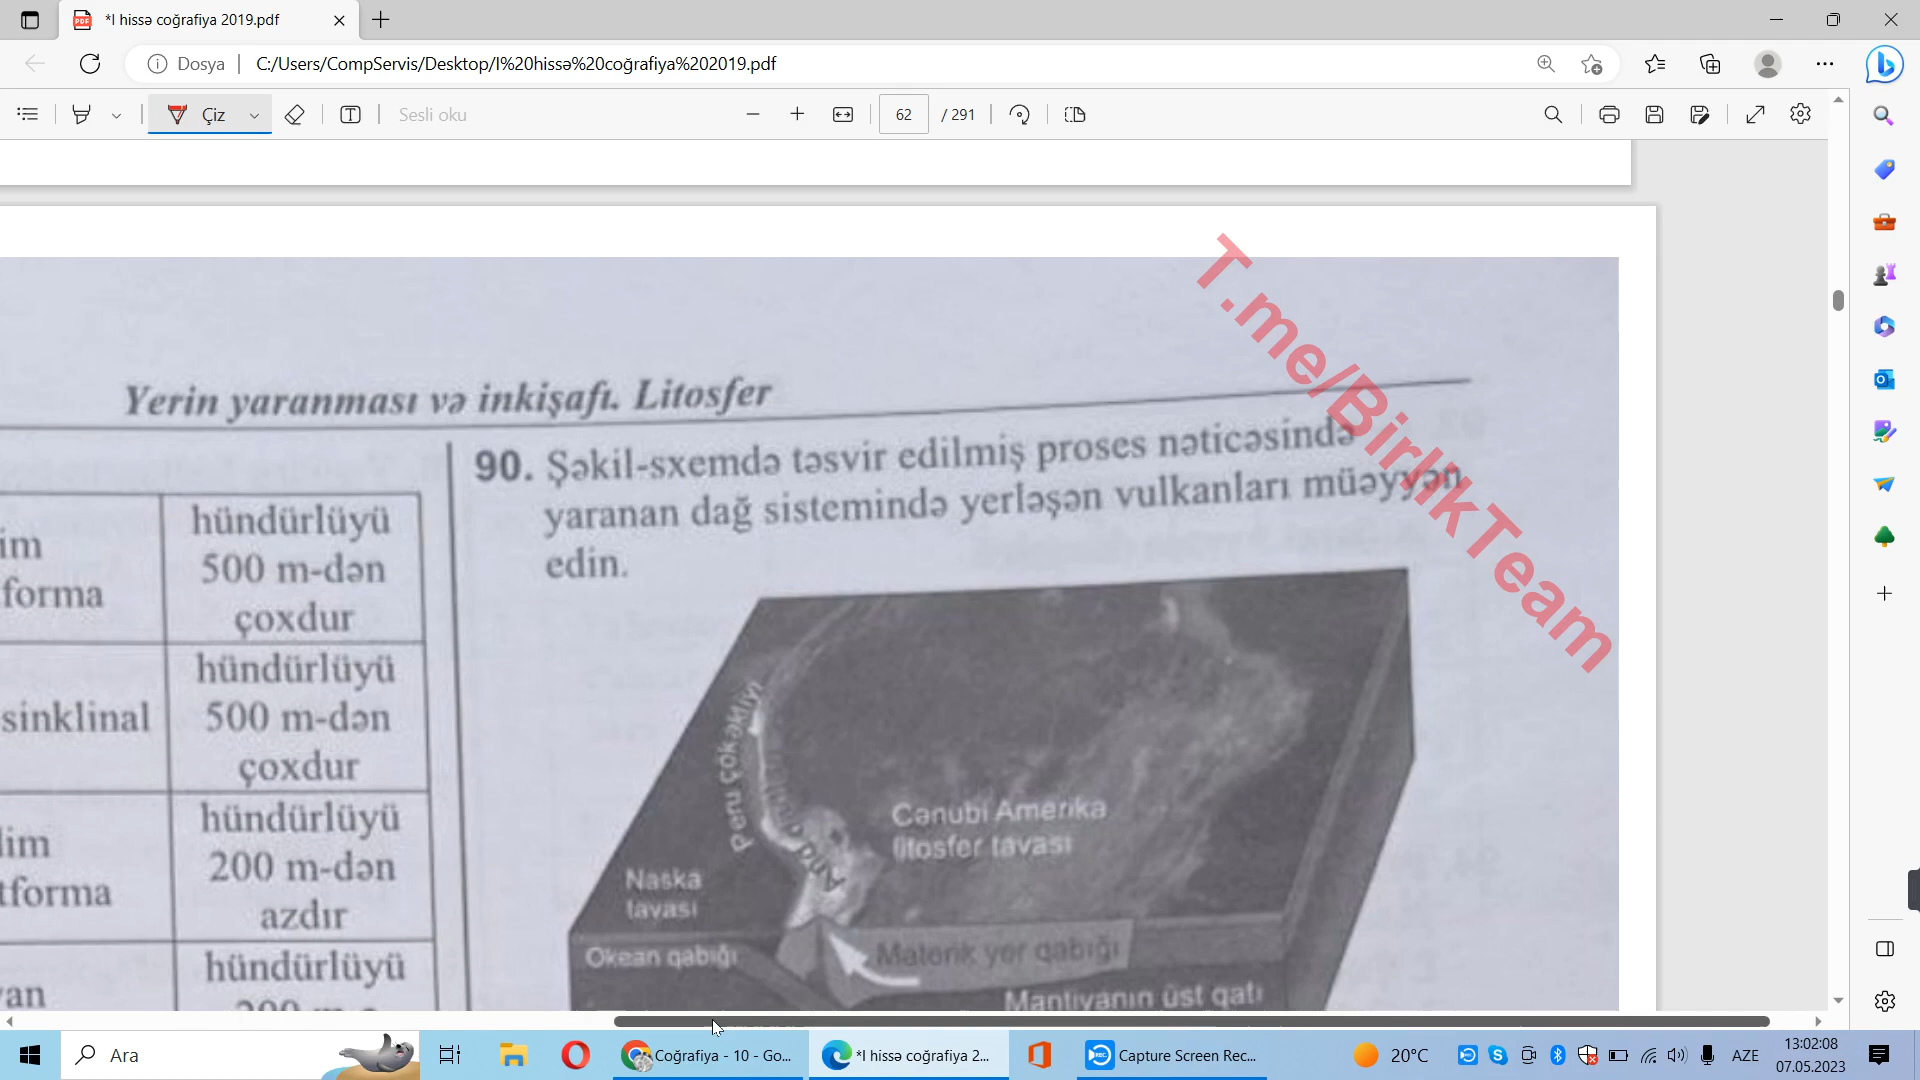 *I hissə coğrafiya 2019.pdf
Dosya
C:/Users/CompServis/Desktop/I%20hissə%20coğrafiya%202019.pdf
Çiz
Sesli oku
62
/ 291
T.me/BirlikTeam
Yerin yaranması və inkişafı. Litosfer
hündürlüyü
500 m-dən
çoxdur
forma
hündürlüyü
500 m-dən
çoxdur
sinklinal
hündürlüyü
200 m-dən
azdır
tforma
hündürlüyü
90. Şəkil-sxemdə təsvir edilmiş proses nəticəsində
yaranan dağ sistemində yerləşən vulkanları müəyyən
edin.
Peru çökəkliyi
And
Cənubi Amerika
litosfer tavası
Naska
tavası
Okean qabığı
Materik yer qabığı
Mantiyanın üst qatı
Ara
Coğrafiya - 10 - Go...
*I hissə coğrafiya 2...
Capture Screen Rec...
20°C
AZE
13:02:08
07.05.2023